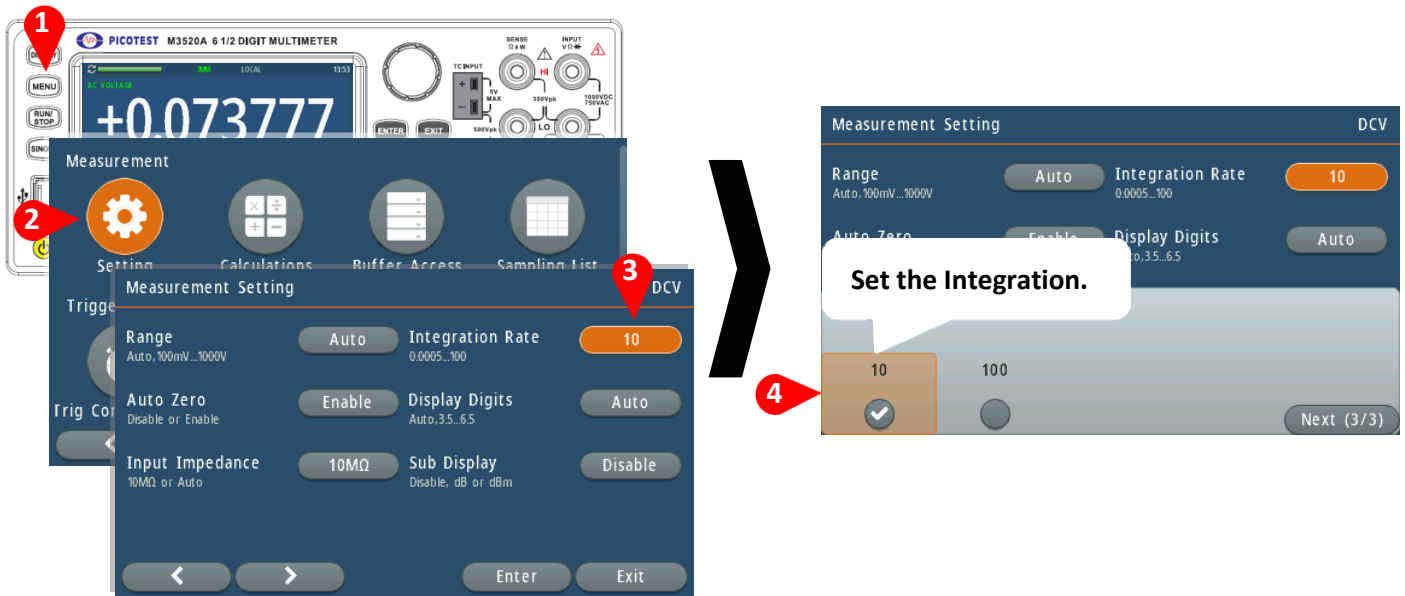 1
PICOTEST M3520A 6 1/2 DIGIT MULTIMETER
MENU
RUN/
STOP
IMM LOCAL 13:53
AC VOLTAGE
+0.073777
ENTER EXIT
TC INPUT
+
−
5V
MAX
500Vpk
SENSE
Ω 4 W
INPUT
HI
350Vpk
1000VDC
750VAC
LO
Measurement
2
Setting Calculations Buffer Access Sampling List
Trig Co
3
Measurement Setting DCV
Range Auto Integration Rate 10
Auto,100mV...1000V 0.0005...100
Auto Zero Enable Display Digits Auto
Disable or Enable Auto,3.5...6.5
Input Impedance 10MΩ Sub Display Disable
10MΩ or Auto Disable, dB or dBm
< > Enter Exit
Measurement Setting DCV
Range Auto Integration Rate 10
Auto,100mV...1000V 0.0005...100
Auto Zero Enable Display Digits Auto
Set the Integration.
10 100
4
Next (3/3)